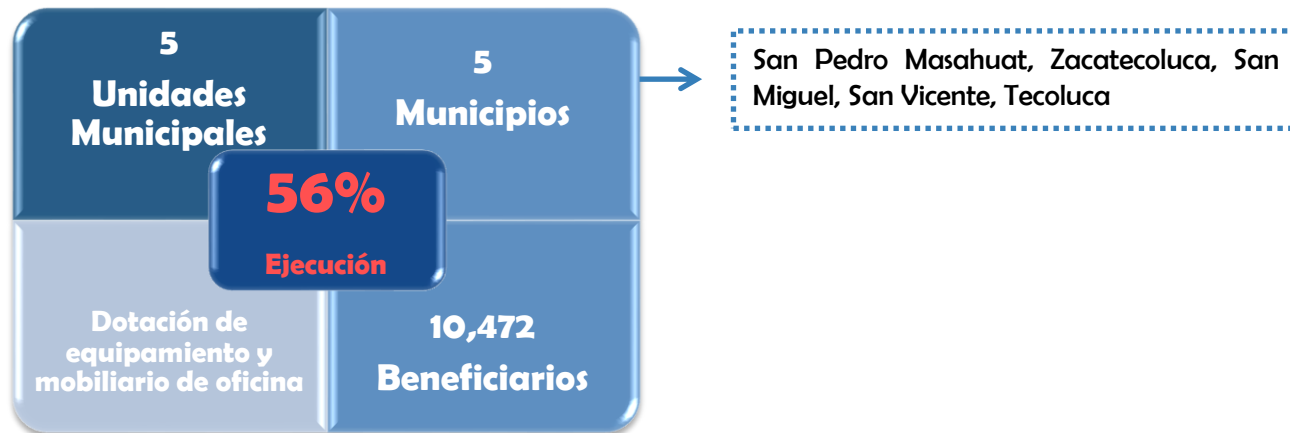 5
Unidades
Municipales
5
Municipios
San Pedro Masahuat, Zacatecoluca, San
Miguel, San Vicente, Tecoluca
56%
Ejecución
Dotación de
equipamiento y
mobiliario de oficina
10,472
Beneficiarios